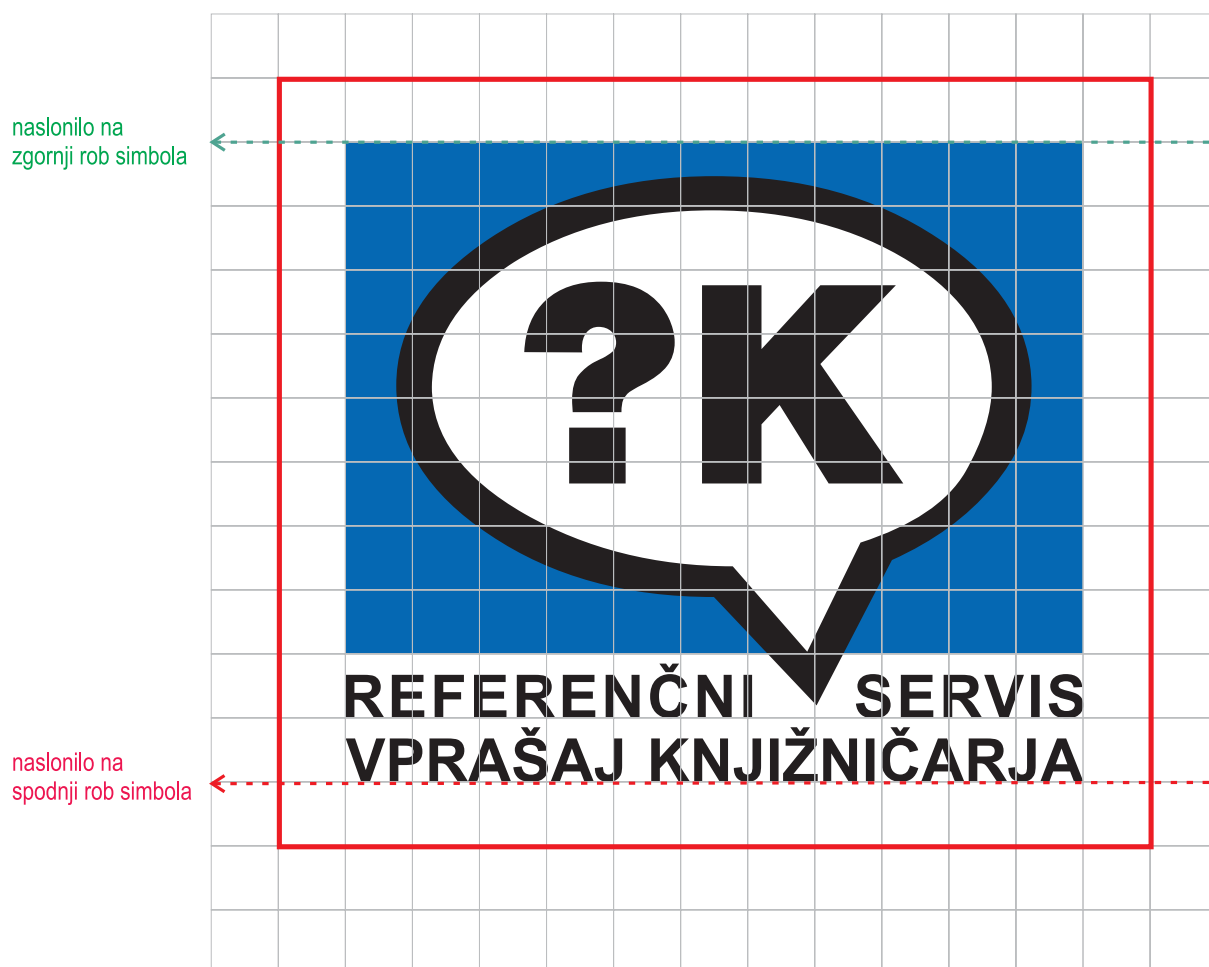 naslonilo na
zgornji rob simbola
?K
REFERENČNI SERVIS
VPRAŠAJ KNJIŽNIČARJA
naslonilo na
spodnji rob simbola